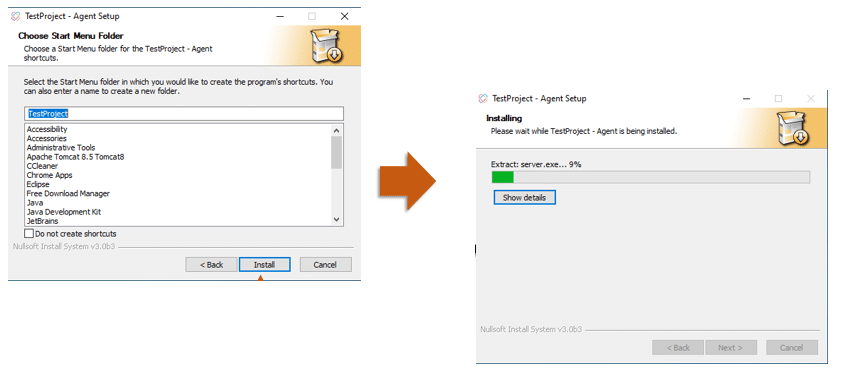 TestProject - Agent Setup
Choose Start Menu Folder
Choose a Start Menu folder for the TestProject - Agent
shortcuts.
Select the Start Menu folder in which you would like to create the program's shortcuts. You
can also enter a name to create a new folder.
TestProject
Accessibility
Accessories
Administrative Tools
Apache Tomcat 8.5 Tomcat8
CCleaner
Chrome Apps
Eclipse
Free Download Manager
Java
Java Development Kit
JetBrains
Do not create shortcuts
Nullsoft Install System v3.0b3
< Back
Install
Cancel
TestProject - Agent Setup
Installing
Please wait while TestProject - Agent is being installed.
Extract: server.exe... 9%
Show details
Nullsoft Install System v3.0b3
< Back
Next >
Cancel